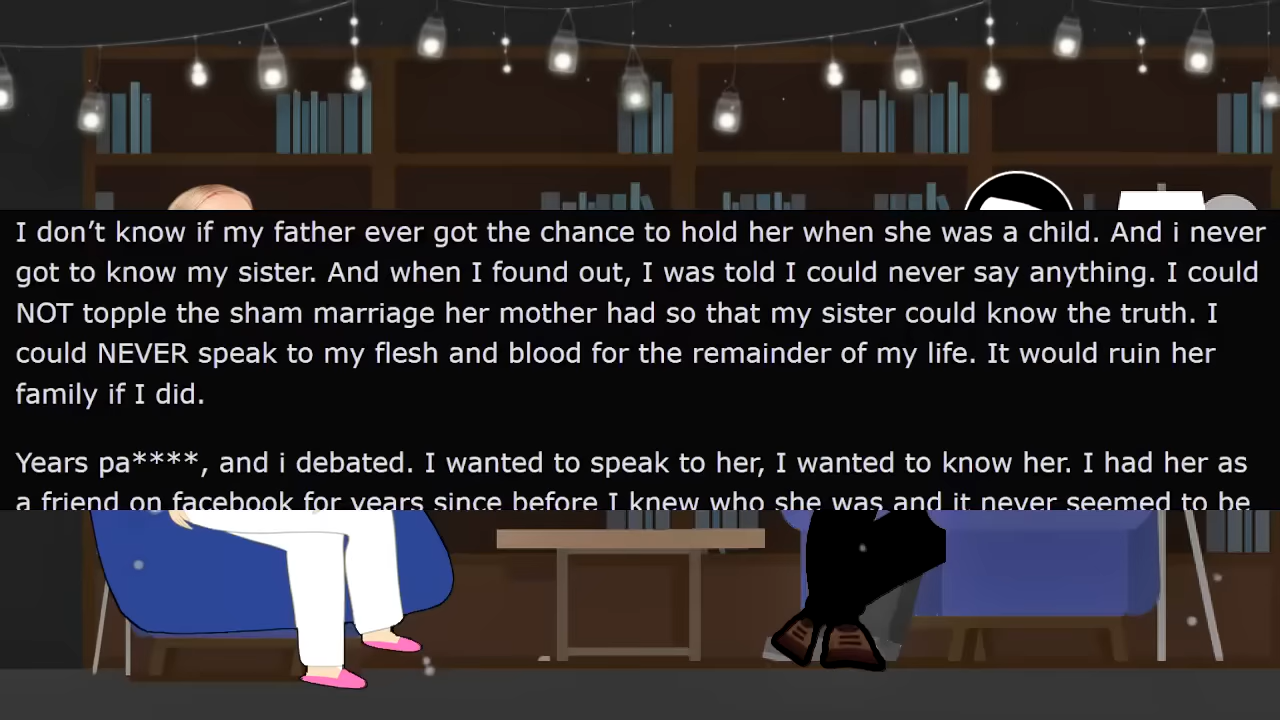 I don’t know if my father ever got the chance to hold her when she was a child. And i never
got to know my sister. And when I found out, I was told I could never say anything. I could
NOT topple the sham marriage her mother had so that my sister could know the truth. I
could NEVER speak to my flesh and blood for the remainder of my life. It would ruin her
family if I did.
Years pa****, and i debated. I wanted to speak to her, I wanted to know her. I had her as
a friend on facebook for years since before I knew who she was and it never seemed to be